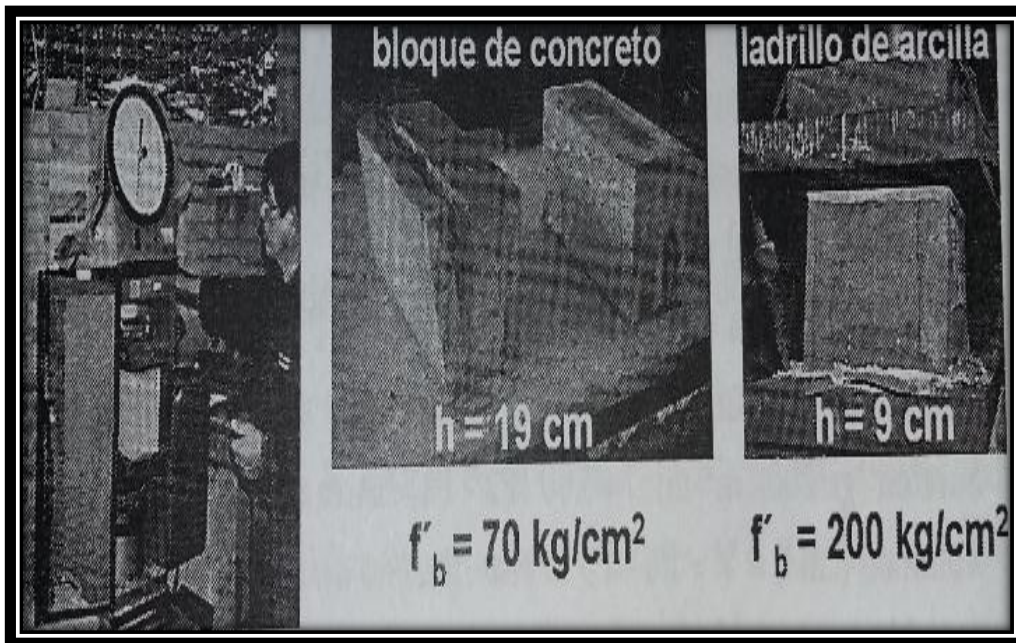 bloque de concreto
h = 19 cm
f´b = 70 kg/cm²
ladrillo de arcilla
h = 9 cm
f´b = 200 kg/cm²